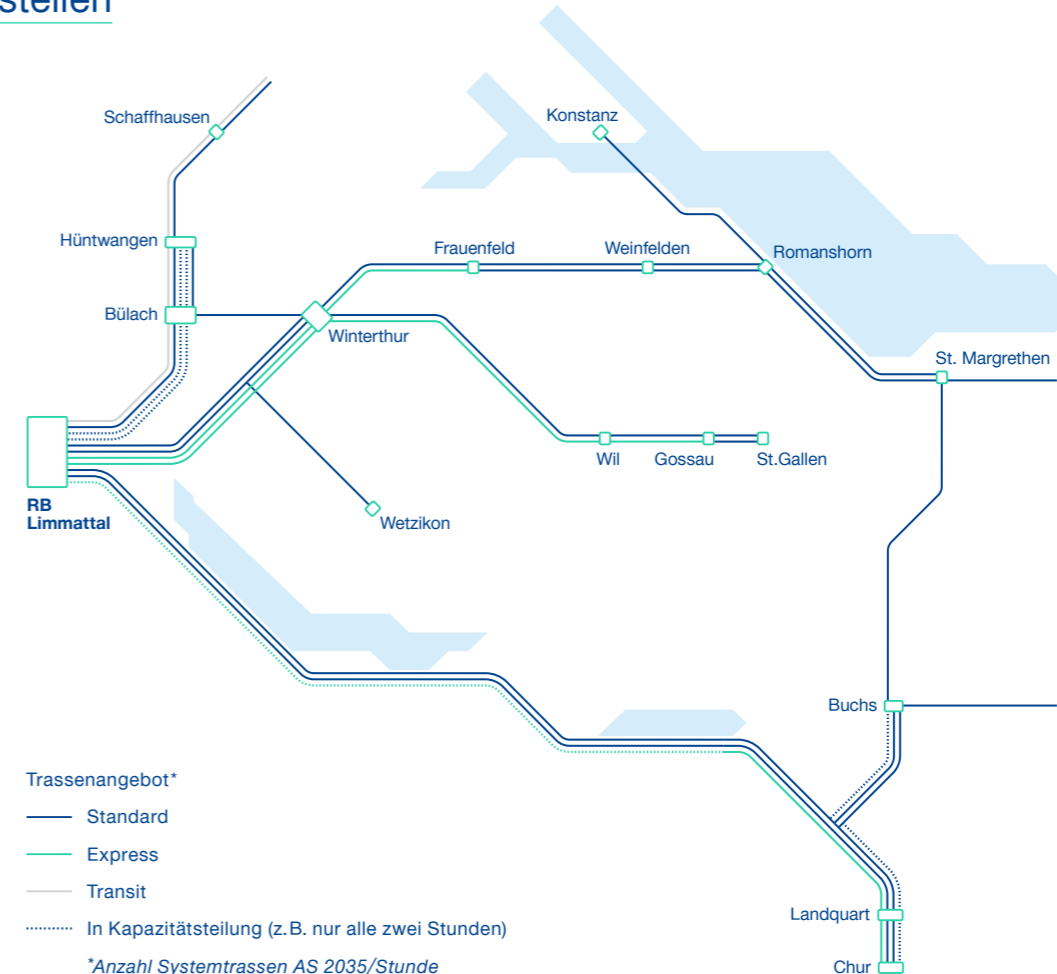 Schaffhausen
Konstanz
Hüntwangen
Frauenfeld
Weinfelden
Romanshorn
Bülach
Winterthur
St. Margrethen
Wil
Gossau
St.Gallen
RB
Limmattal
Wetzikon
Buchs
Trassenangebot*
Standard
Express
Transit
In Kapazitätsteilung (z.B. nur alle zwei Stunden)
*Anzahl Systemtrassen AS 2035/Stunde
Landquart
Chur